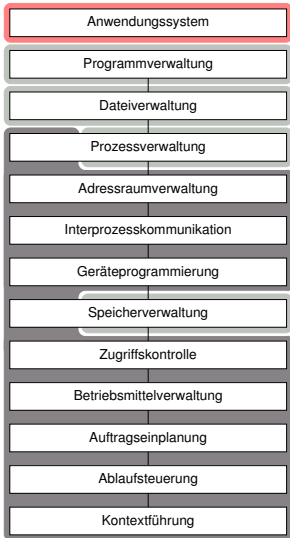 Anwendungssystem
Programmverwaltung
Dateiverwaltung
Prozessverwaltung
Adressraumverwaltung
Interprozesskommunikation
Geräteprogrammierung
Speicherverwaltung
Zugriffskontrolle
Betriebsmittelverwaltung
Auftragseinplanung
Ablaufsteuerung
Kontextführung